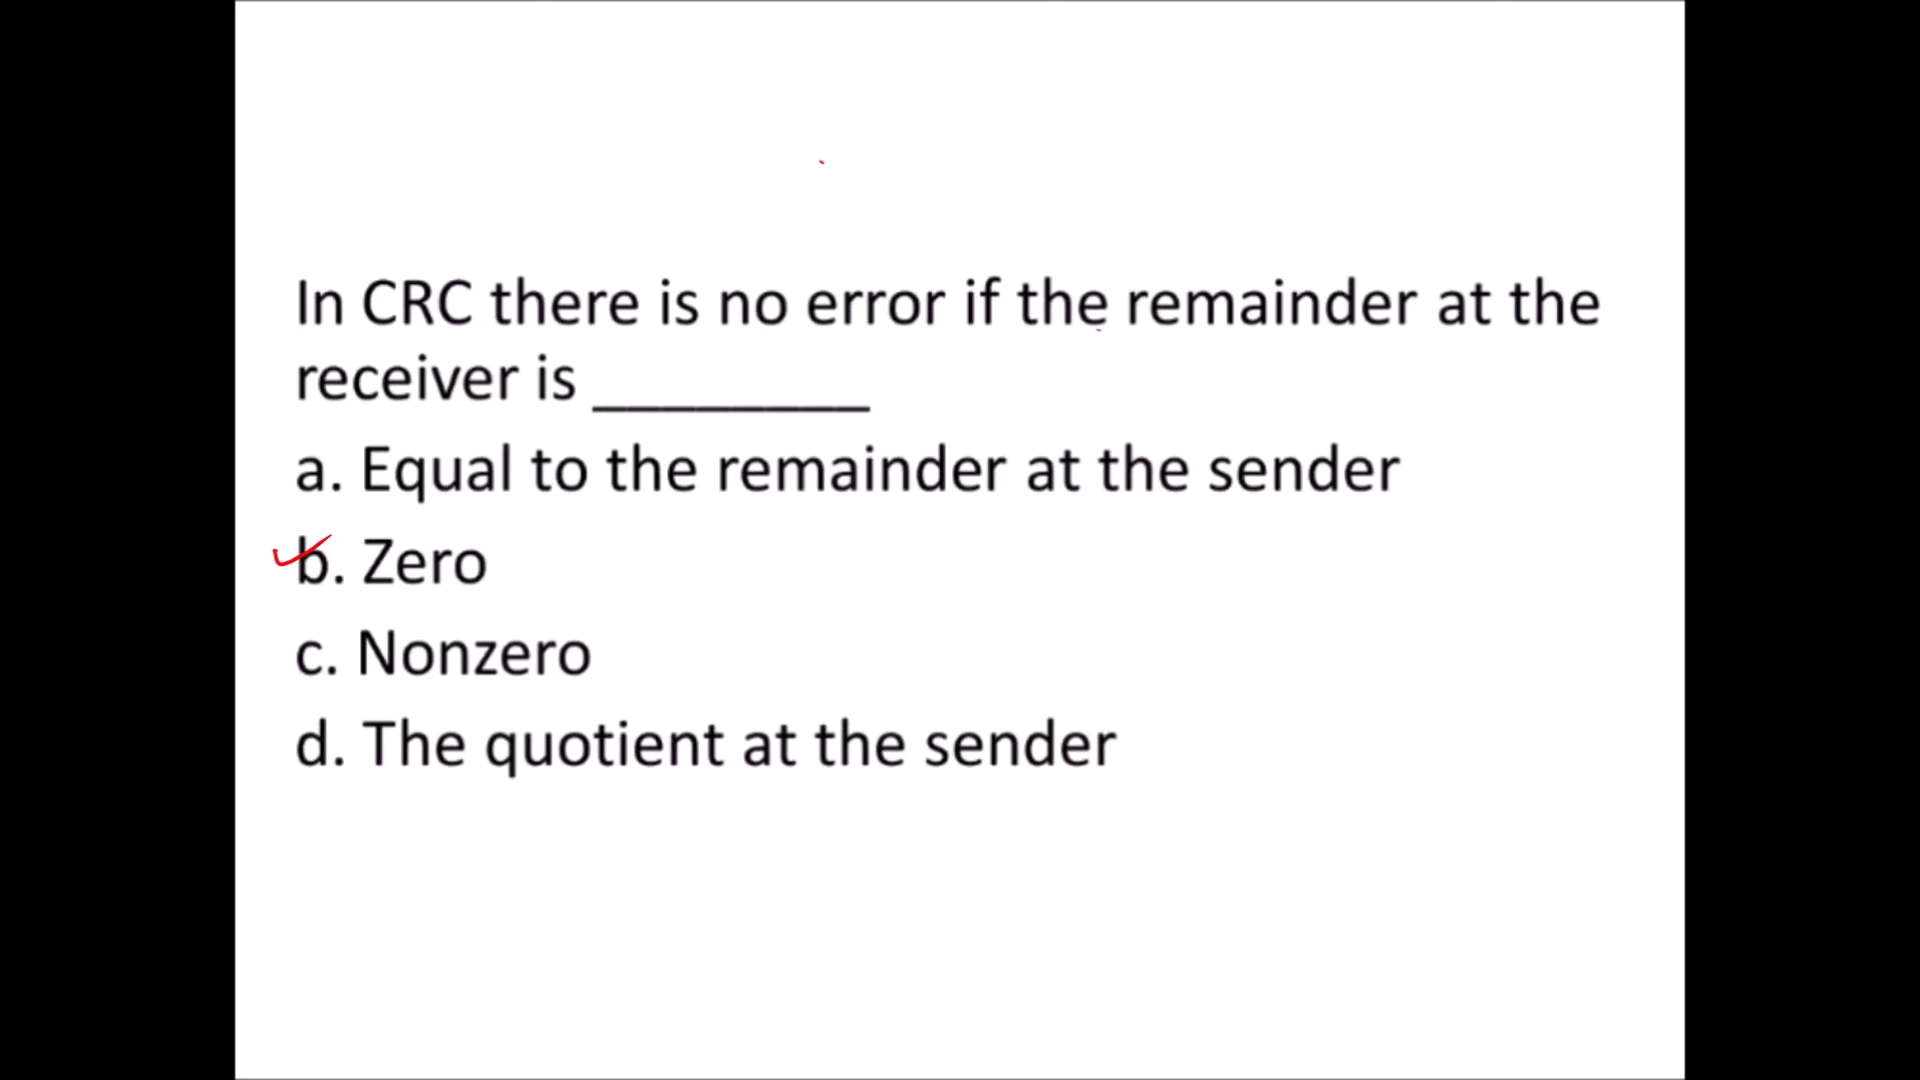 In CRC there is no error if the remainder at the
receiver is ________
a. Equal to the remainder at the sender
b. Zero
c. Nonzero
d. The quotient at the sender